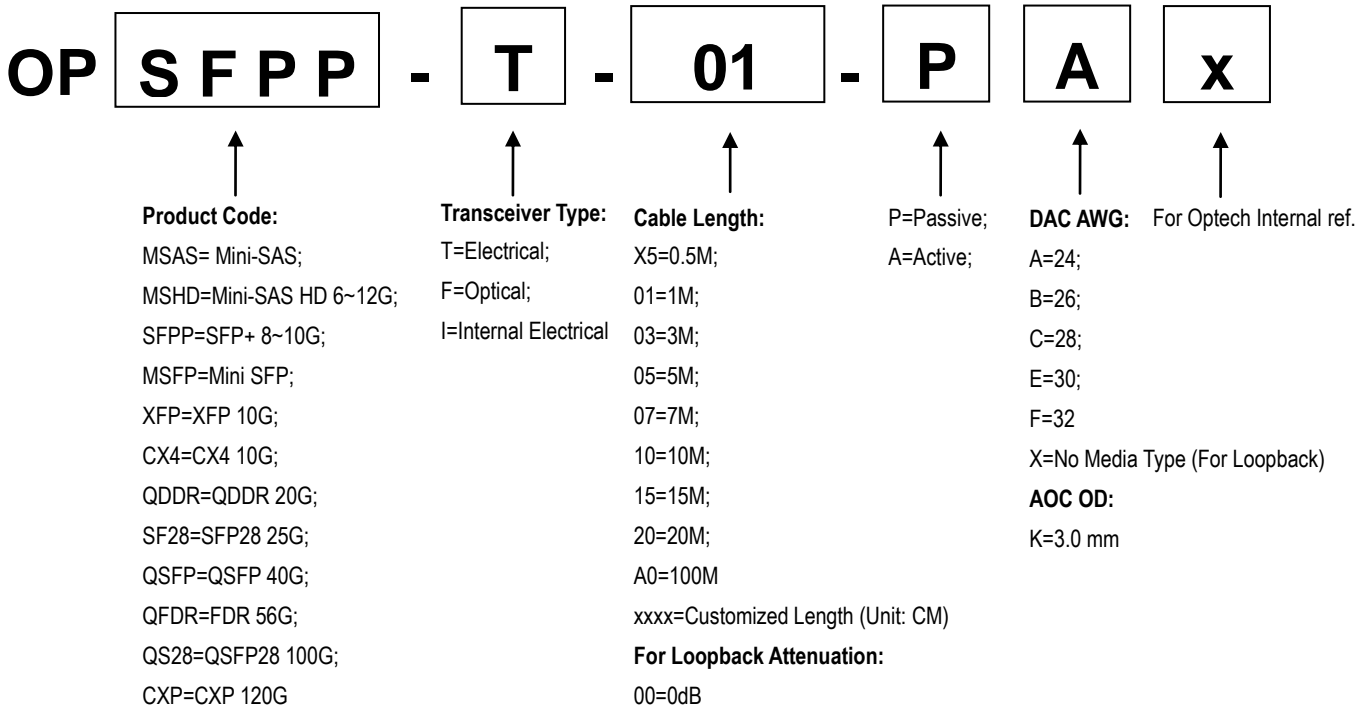 OP S F P P - T - 01 - P A x
Product Code:
MSAS= Mini-SAS;
MSHD=Mini-SAS HD 6~12G;
SFPP=SFP+ 8~10G;
MSFP=Mini SFP;
XFP=XFP 10G;
CX4=CX4 10G;
QDDR=QDDR 20G;
SF28=SFP28 25G;
QSFP=QSFP 40G;
QFDR=FDR 56G;
QS28=QSFP28 100G;
CXP=CXP 120G
Transceiver Type:
T=Electrical;
F=Optical;
I=Internal Electrical
Cable Length:
X5=0.5M;
01=1M;
03=3M;
05=5M;
07=7M;
10=10M;
15=15M;
20=20M;
A0=100M
xxxx=Customized Length (Unit: CM)
For Loopback Attenuation:
00=0dB
P=Passive;
A=Active;
DAC AWG:
A=24;
B=26;
C=28;
E=30;
F=32
X=No Media Type (For Loopback)
AOC OD:
K=3.0 mm
For Optech Internal ref.